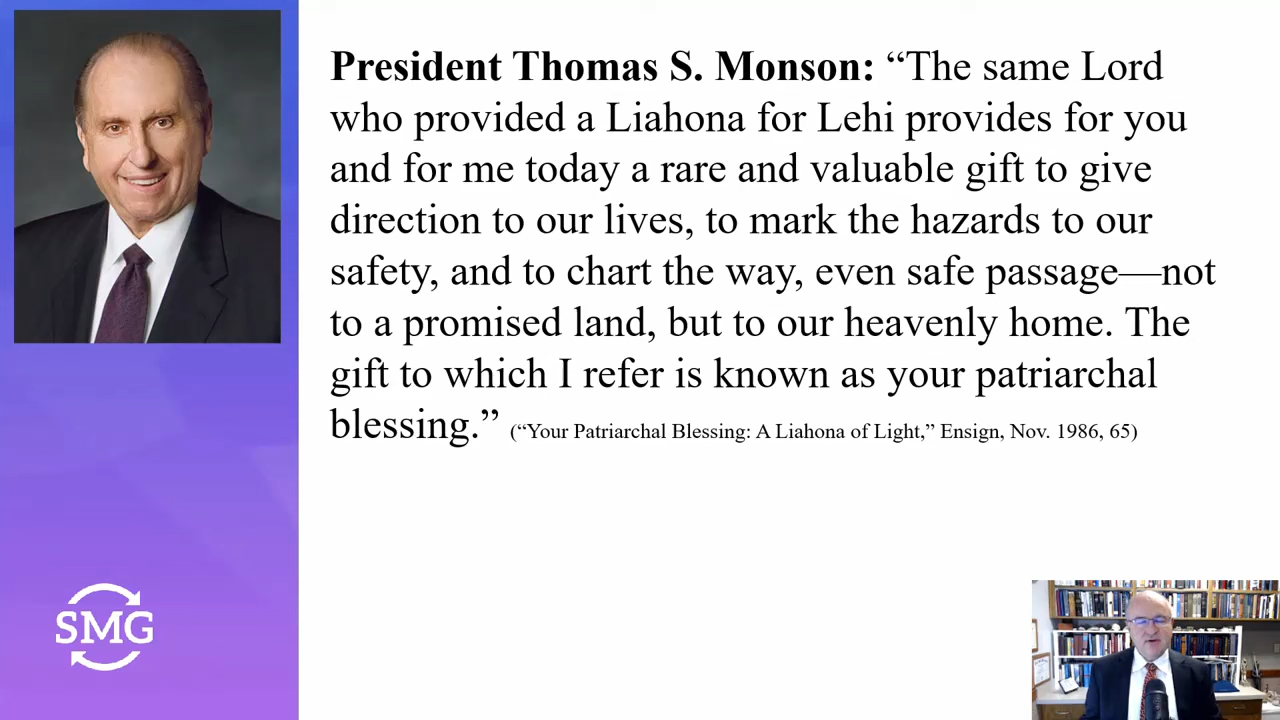 President Thomas S. Monson: “The same Lord
who provided a Liahona for Lehi provides for you
and for me today a rare and valuable gift to give
direction to our lives, to mark the hazards to our
safety, and to chart the way, even safe passage—not
to a promised land, but to our heavenly home. The
gift to which I refer is known as your patriarchal
blessing.” (“Your Patriarchal Blessing: A Liahona of Light,” Ensign, Nov. 1986, 65)
SMG